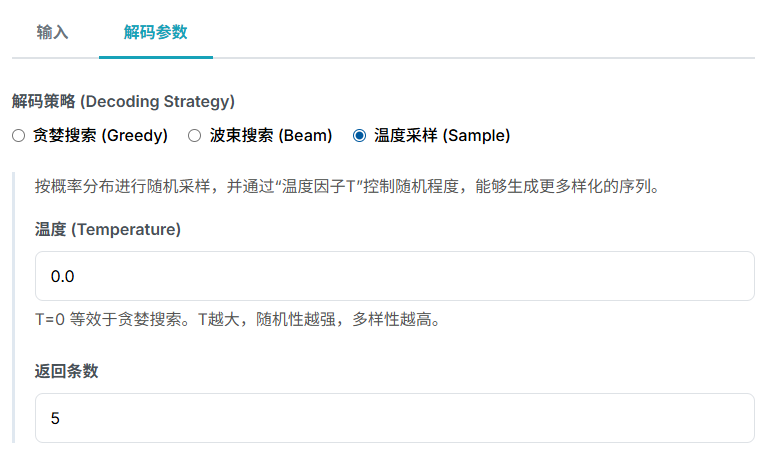 输入 解码参数
解码策略 (Decoding Strategy)
贪婪搜索 (Greedy) 波束搜索 (Beam) 温度采样 (Sample)
按概率分布进行随机采样，并通过“温度因子T”控制随机程度，能够生成更多样化的序列。
温度 (Temperature)
0.0
T=0 等效于贪婪搜索。T越大，随机性越强，多样性越高。
返回条数
5